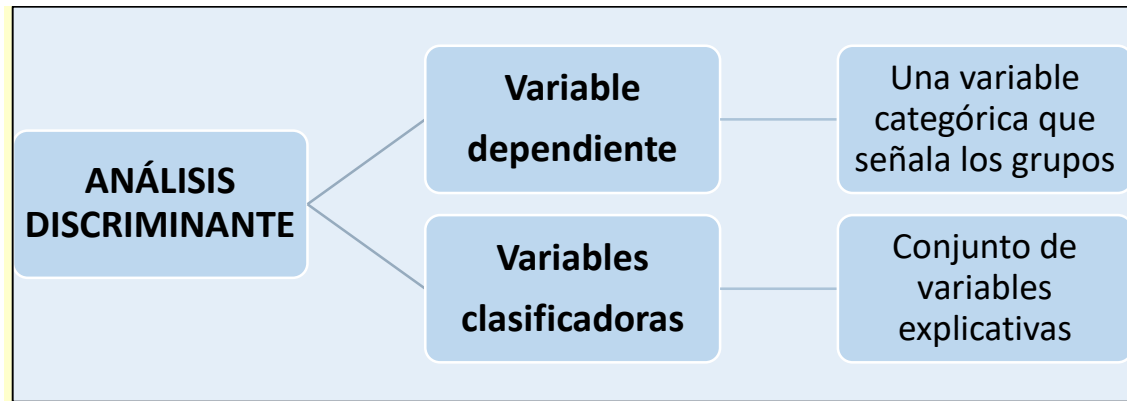 ANÁLISIS
DISCRIMINANTE
Variable
dependiente
Una variable
categórica que
señala los grupos
Variables
clasificadoras
Conjunto de
variables
explicativas